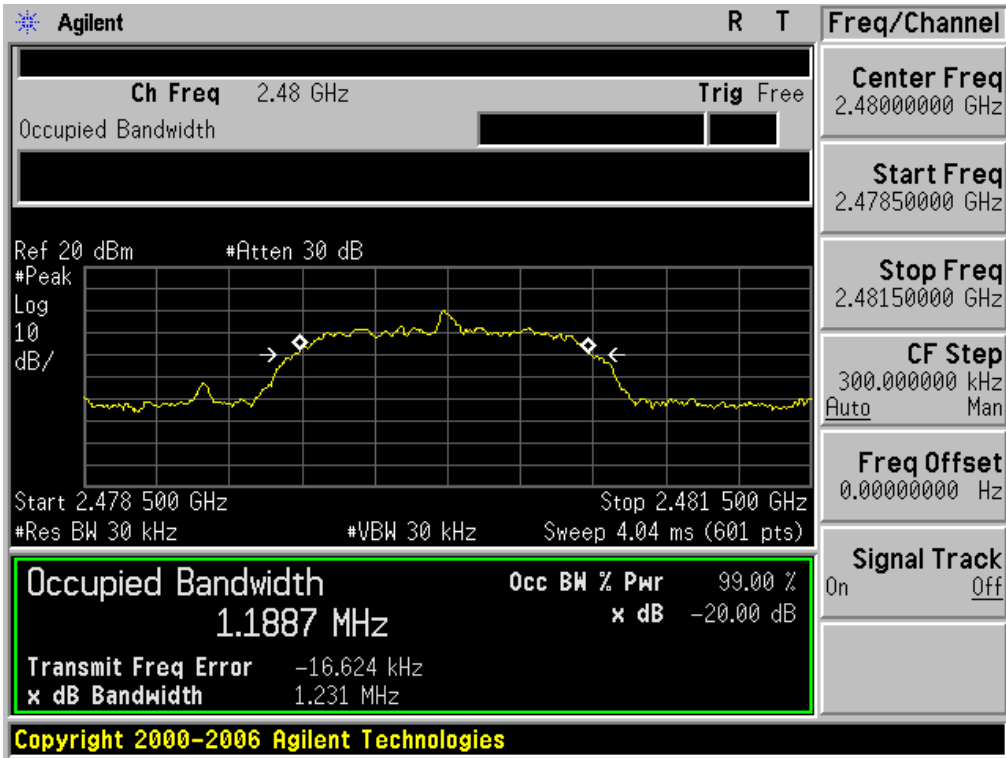 Agilent R T
Freq/Channel
Ch Freq 2.48 GHz Trig Free
Occupied Bandwidth
Ref 20 dBm #Atten 30 dB
#Peak
Log
10
dB/
Start 2.478 500 GHz Stop 2.481 500 GHz
#Res BW 30 kHz #VBW 30 kHz Sweep 4.04 ms (601 pts)
Occupied Bandwidth Occ BW % Pwr 99.00 %
1.1887 MHz x dB -20.00 dB
Transmit Freq Error -16.624 kHz
x dB Bandwidth 1.231 MHz
Copyright 2000-2006 Agilent Technologies
Center Freq
2.48000000 GHz
Start Freq
2.47850000 GHz
Stop Freq
2.48150000 GHz
CF Step
300.000000 kHz
Auto Man
Freq Offset
0.00000000 Hz
Signal Track
On Off